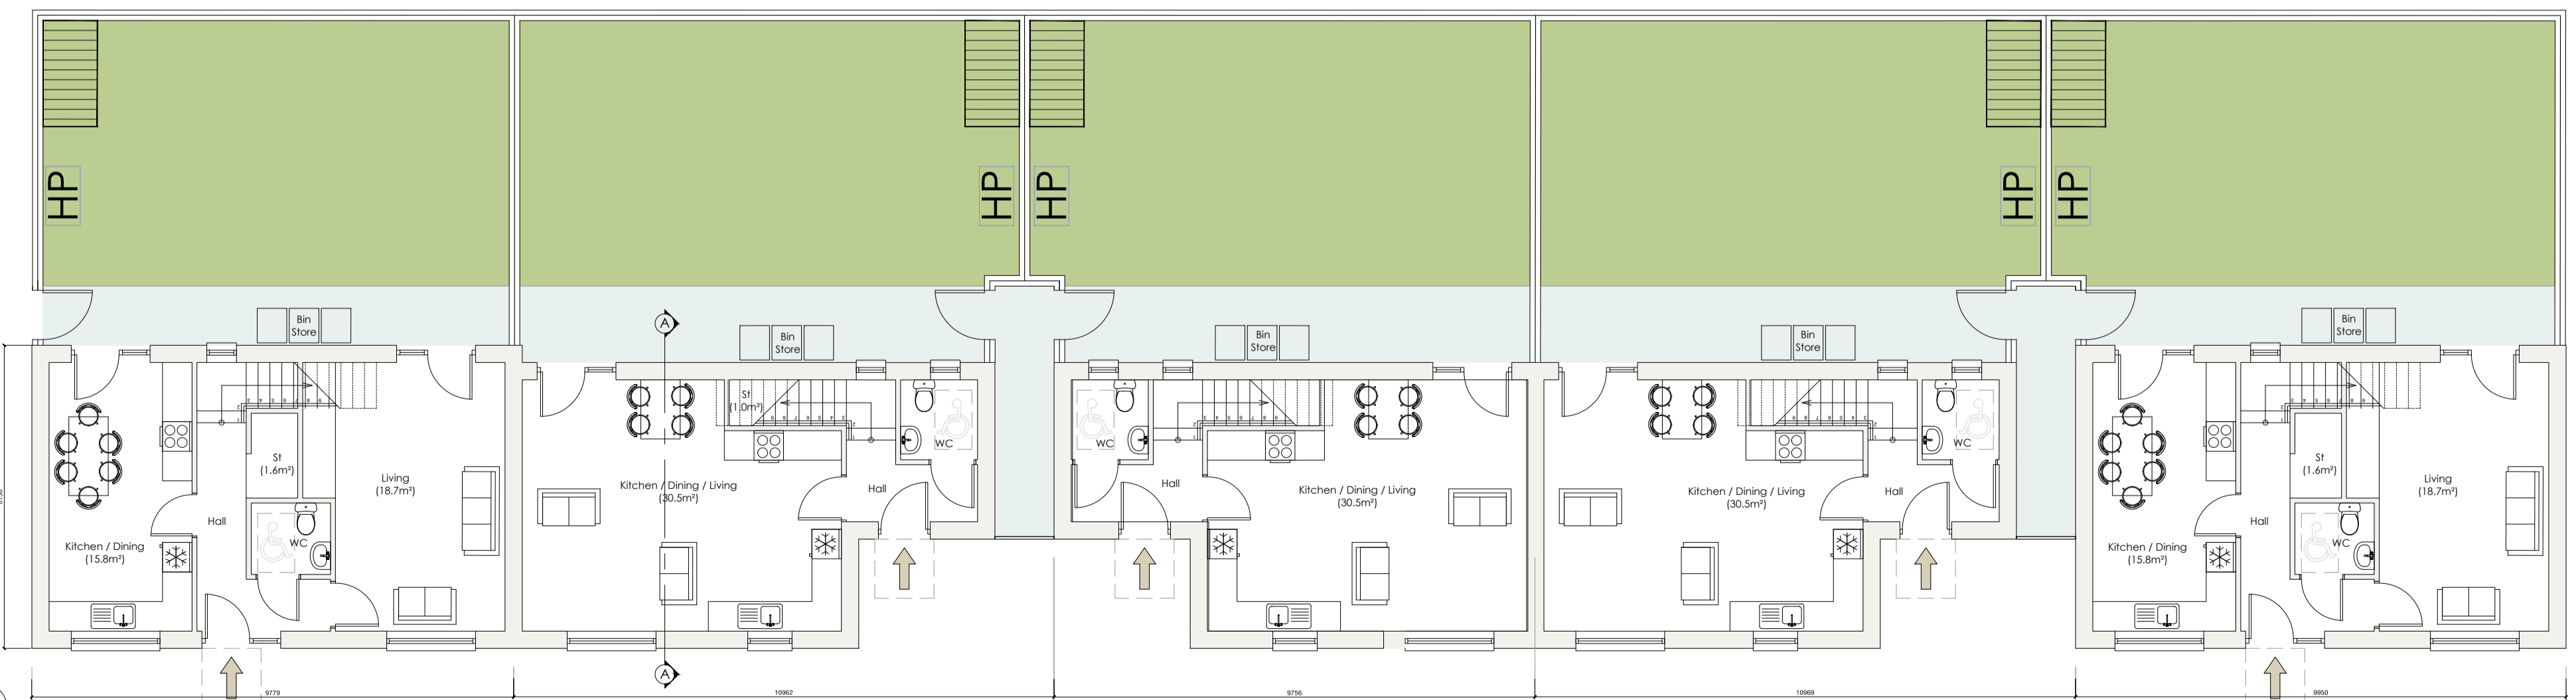 HP
HP
HP
HP
HP
Bin
Store
Bin
Store
Bin
Store
Bin
Store
Bin
Store
A
St
(1.6m²)
Living
(18.7m²)
Hall
WC
Kitchen / Dining
(15.8m²)
St
(1.0m²)
Kitchen / Dining / Living
(30.5m²)
Hall
WC
WC
Hall
Kitchen / Dining / Living
(30.5m²)
Kitchen / Dining / Living
(30.5m²)
Hall
WC
Kitchen / Dining
(15.8m²)
Hall
St
(1.6m²)
WC
Living
(18.7m²)
A
9779
10962
9756
10969
9950